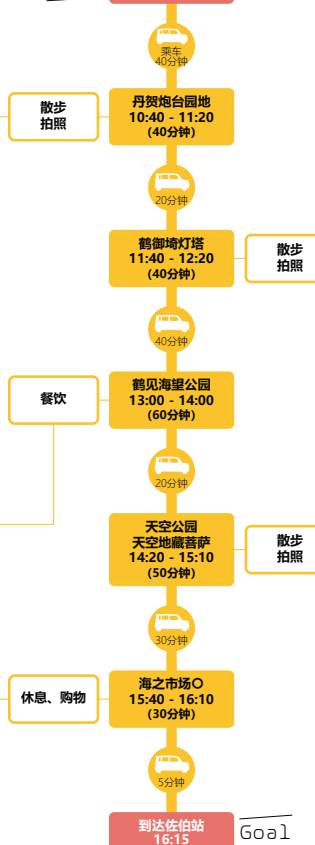 乘车
40分钟
散步
拍照
丹贺炮台园地
10:40 - 11:20
(40分钟)
20分钟
鹤御埼灯塔
11:40 - 12:20
(40分钟)
散步
拍照
40分钟
餐饮
鹤见海望公园
13:00 - 14:00
(60分钟)
20分钟
天空公园
天空地藏菩萨
14:20 - 15:10
(50分钟)
散步
拍照
30分钟
休息、购物
海之市场〇
15:40 - 16:10
(30分钟)
5分钟
到达佐伯站
16:15
Goal